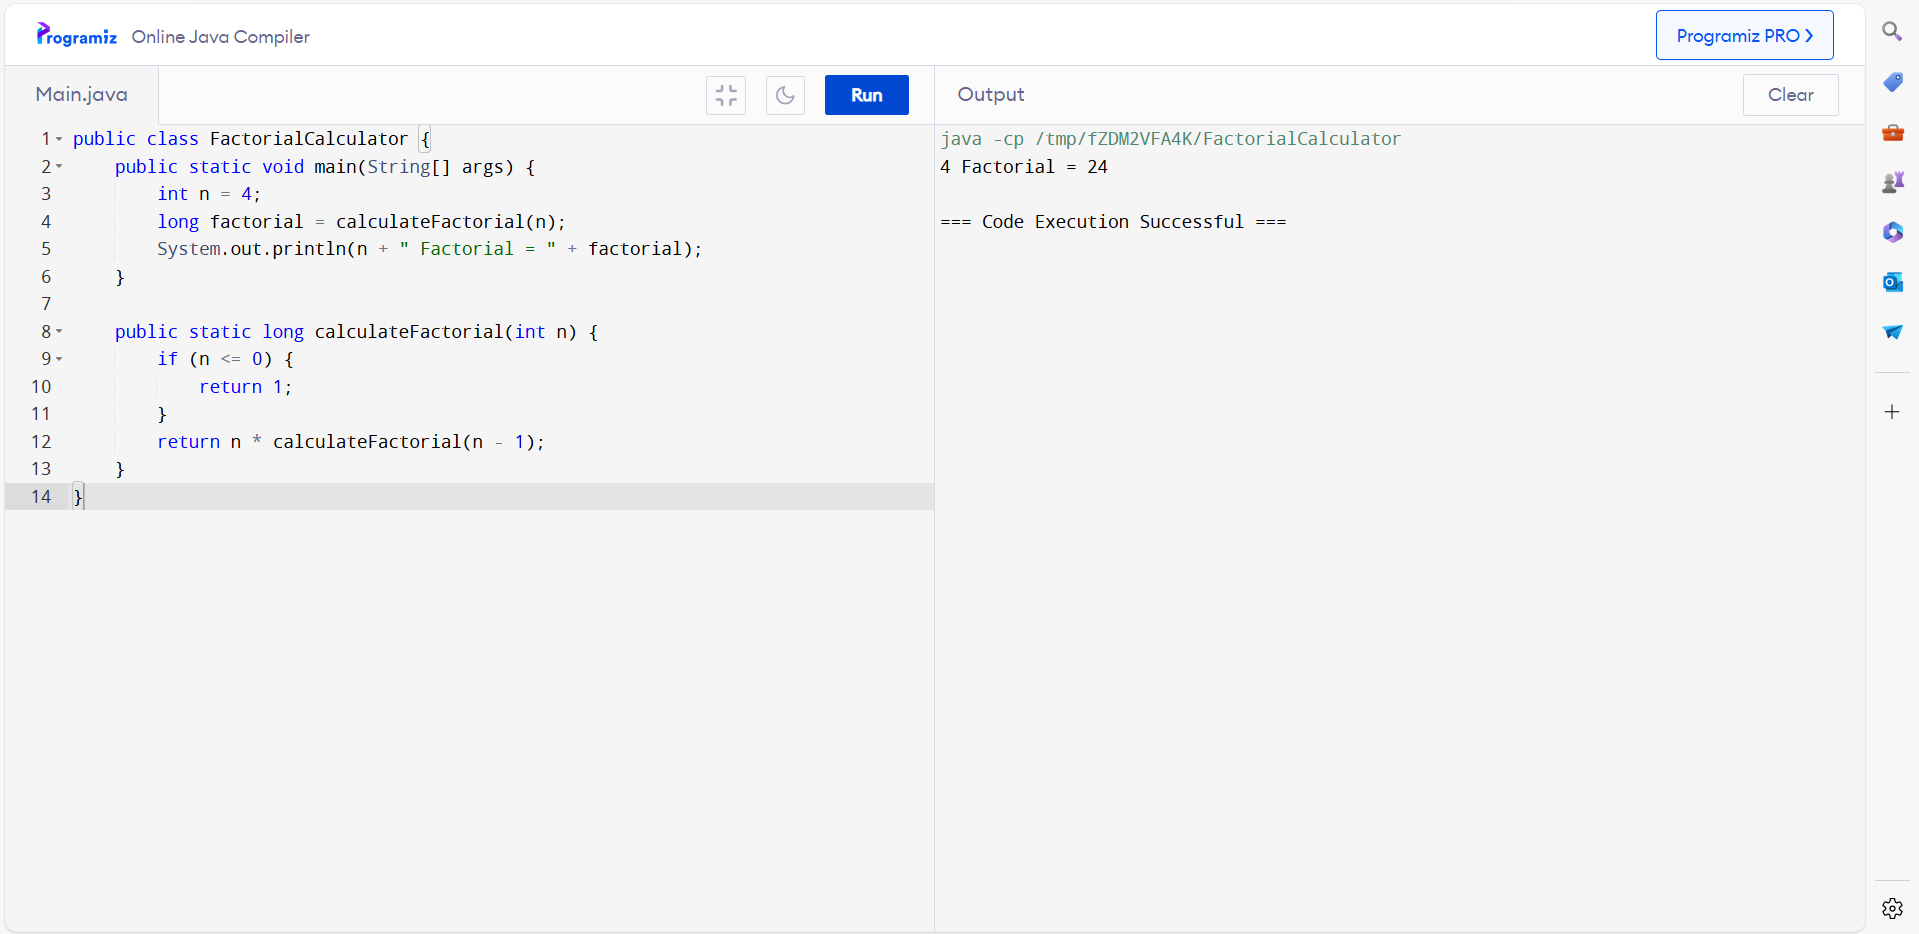 Programiz Online Java Compiler
Programiz PRO
Main.java
Run
Output
Clear
1 public class FactorialCalculator {
2     public static void main(String[] args) {
3         int n = 4;
4         long factorial = calculateFactorial(n);
5         System.out.println(n + " Factorial = " + factorial);
6     }
7
8     public static long calculateFactorial(int n) {
9         if (n <= 0) {
10             return 1;
11         }
12         return n * calculateFactorial(n - 1);
13     }
14 }
java -cp /tmp/fZDM2VFA4K/FactorialCalculator
4 Factorial = 24
=== Code Execution Successful ===